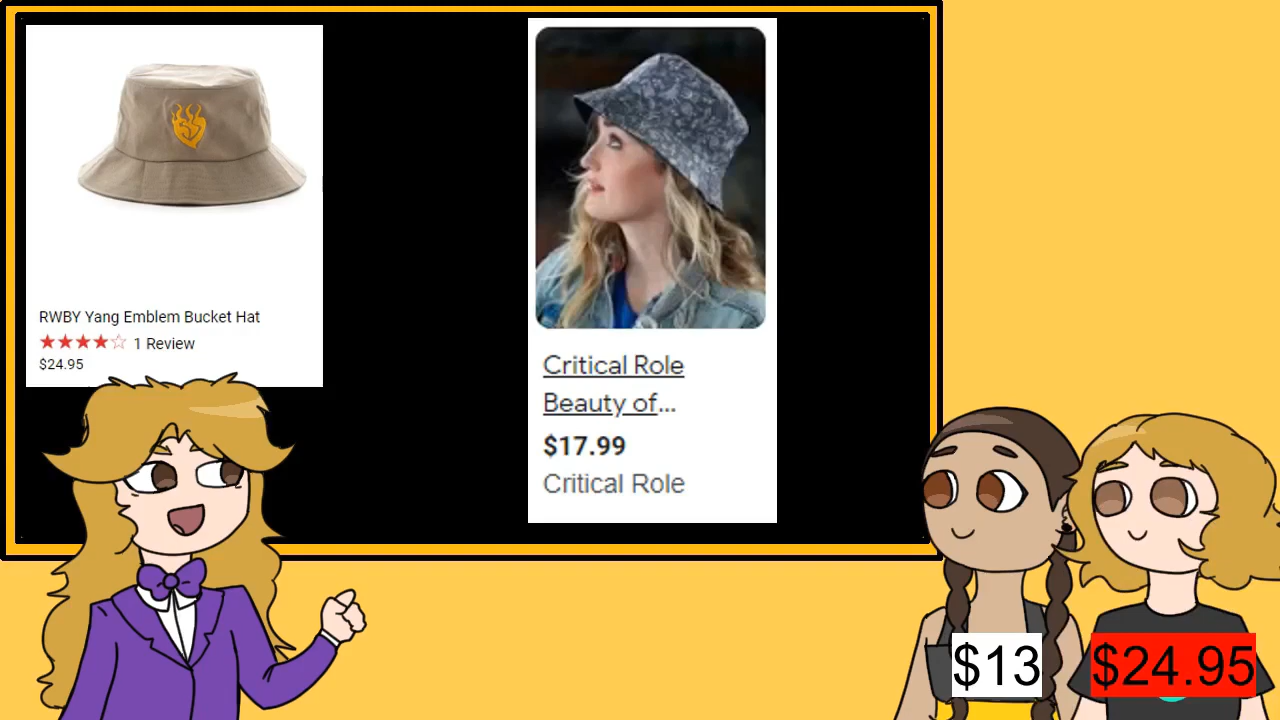 RWBY Yang Emblem Bucket Hat
1 Review
$24.95
Critical Role
Beauty of...
$17.99
Critical Role
$13
$24.95